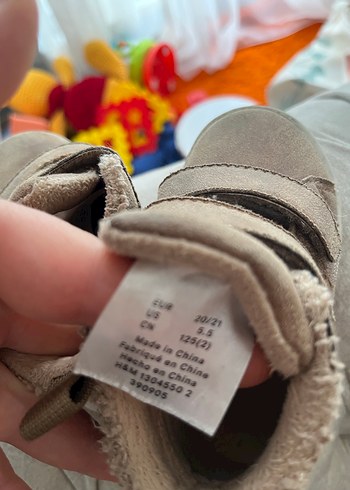 EUR 20/21
US 5.5
CN 125(2)
Made in China
Fabriqué en Chine
Hecho en China
H&M 1304550 2
390905